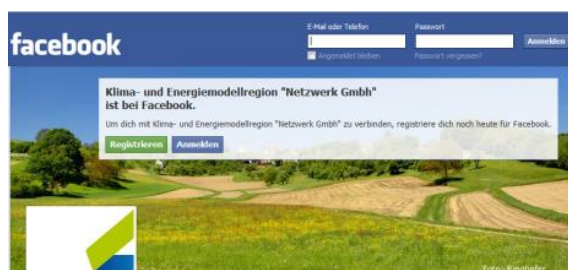 facebook
E-Mail oder Telefon
Passwort
Anmelden
Angemeldet bleiben
Passwort vergessen?
Klima- und Energiemodellregion "Netzwerk Gmbh"
ist bei Facebook.
Um dich mit Klima- und Energiemodellregion "Netzwerk Gmbh" zu verbinden, registriere dich noch heute für Facebook.
Registrieren
Anmelden